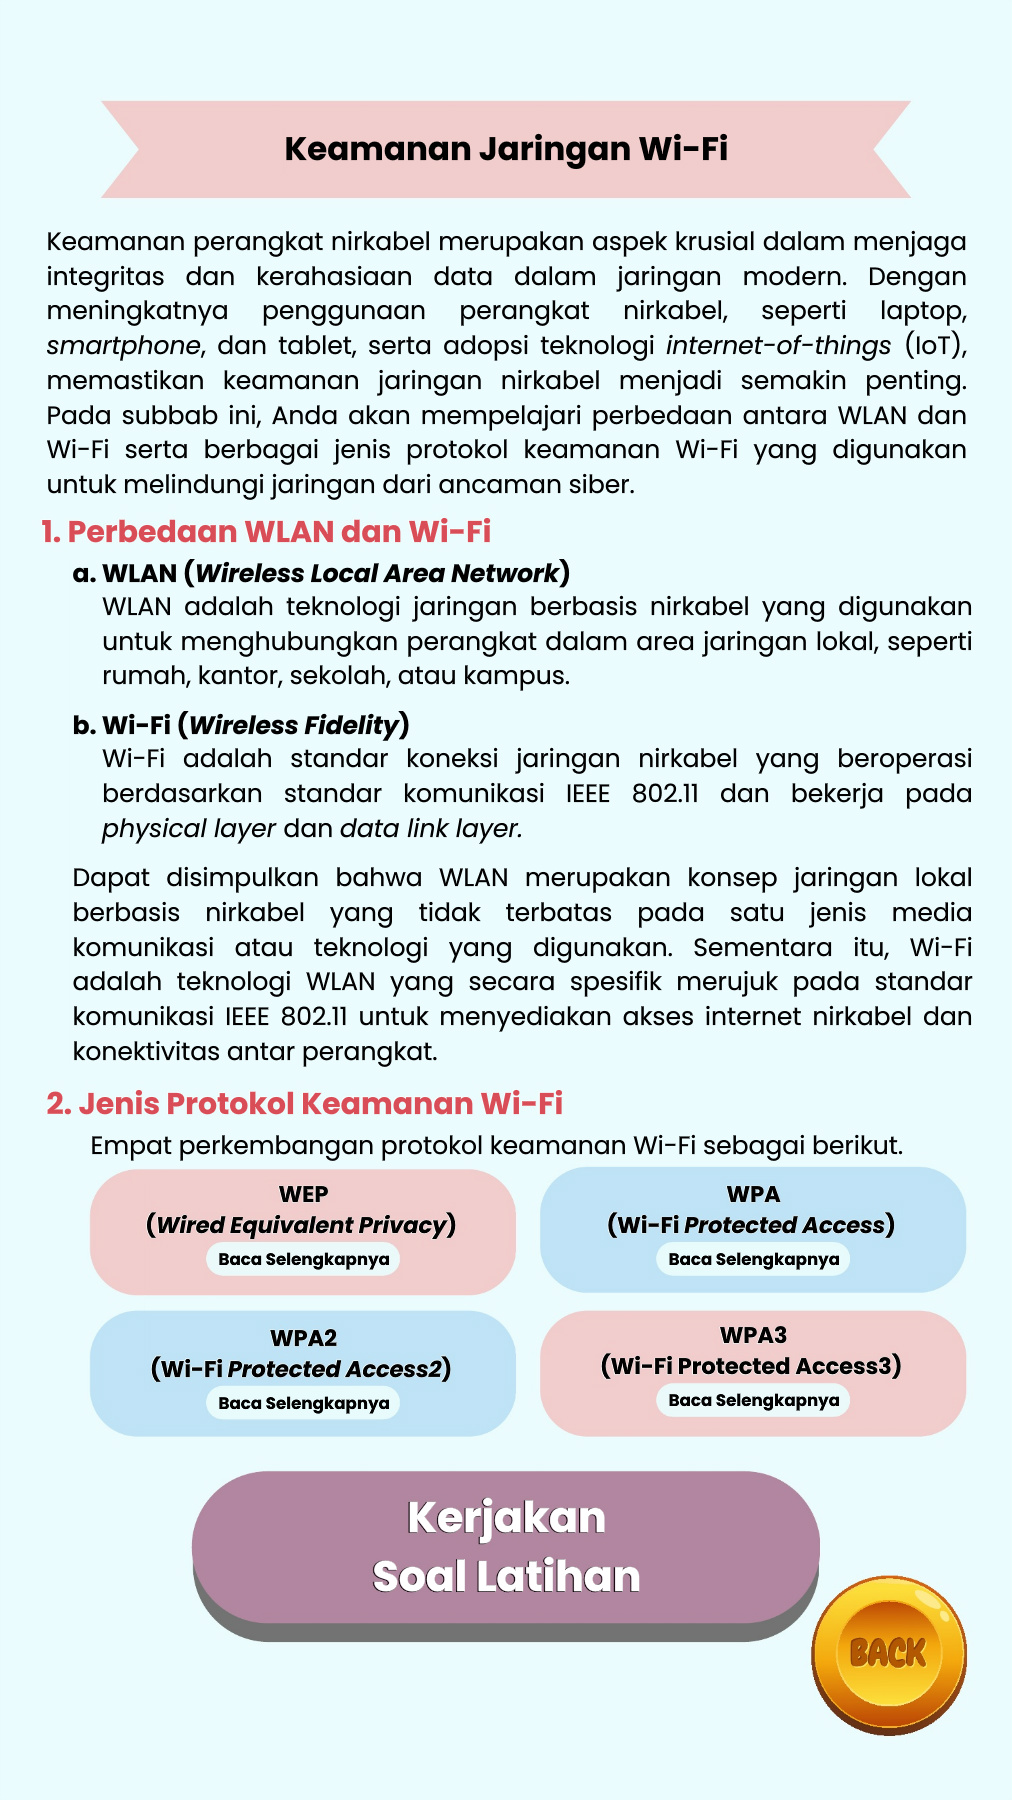 Keamanan Jaringan Wi-Fi
Keamanan perangkat nirkabel merupakan aspek krusial dalam menjaga
integritas dan kerahasiaan data dalam jaringan modern. Dengan
meningkatnya penggunaan perangkat nirkabel, seperti laptop,
smartphone, dan tablet, serta adopsi teknologi internet-of-things (IoT),
memastikan keamanan jaringan nirkabel menjadi semakin penting.
Pada subbab ini, Anda akan mempelajari perbedaan antara WLAN dan
Wi-Fi serta berbagai jenis protokol keamanan Wi-Fi yang digunakan
untuk melindungi jaringan dari ancaman siber.
1. Perbedaan WLAN dan Wi-Fi
a. WLAN (Wireless Local Area Network)
WLAN adalah teknologi jaringan berbasis nirkabel yang digunakan
untuk menghubungkan perangkat dalam area jaringan lokal, seperti
rumah, kantor, sekolah, atau kampus.
b. Wi-Fi (Wireless Fidelity)
Wi-Fi adalah standar koneksi jaringan nirkabel yang beroperasi
berdasarkan standar komunikasi IEEE 802.11 dan bekerja pada
physical layer dan data link layer.
Dapat disimpulkan bahwa WLAN merupakan konsep jaringan lokal
berbasis nirkabel yang tidak terbatas pada satu jenis media
komunikasi atau teknologi yang digunakan. Sementara itu, Wi-Fi
adalah teknologi WLAN yang secara spesifik merujuk pada standar
komunikasi IEEE 802.11 untuk menyediakan akses internet nirkabel dan
konektivitas antar perangkat.
2. Jenis Protokol Keamanan Wi-Fi
Empat perkembangan protokol keamanan Wi-Fi sebagai berikut.
WEP
(Wired Equivalent Privacy)
Baca Selengkapnya
WPA
(Wi-Fi Protected Access)
Baca Selengkapnya
WPA2
(Wi-Fi Protected Access2)
Baca Selengkapnya
WPA3
(Wi-Fi Protected Access3)
Baca Selengkapnya
Kerjakan
Soal Latihan
BACK